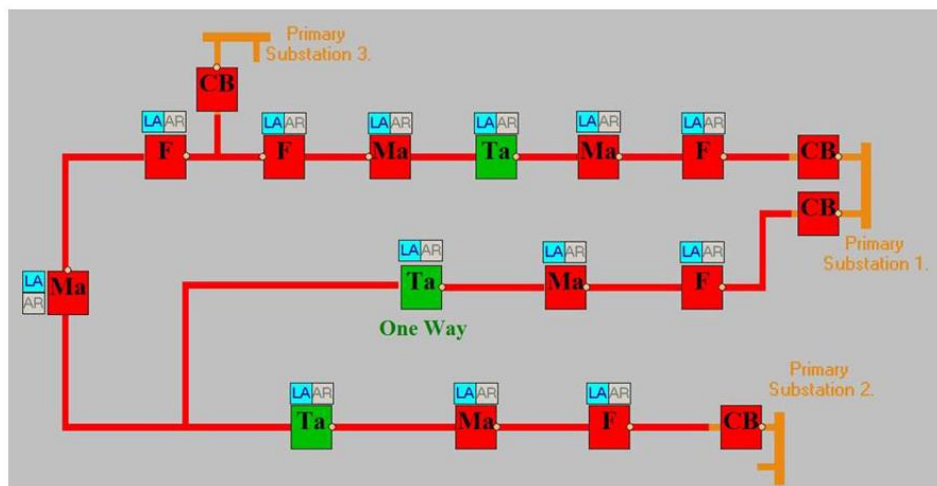 Primary
Substation 3.
CB
LA AR
LA AR
LA AR
LA AR
LA AR
LA AR
F
F
Ma
Ta
Ma
F
CB
CB
Primary
Substation 1.
LA AR
LA AR
LA AR
LA
AR
Ma
Ta
Ma
F
One Way
Primary
Substation 2.
LA AR
LA AR
LA AR
Ta
Ma
F
CB